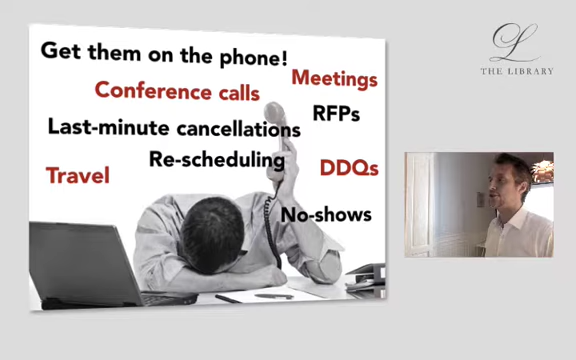 Get them on the phone!
Meetings
Conference calls
RFPs
Last-minute cancellations
Re-scheduling
DDQs
Travel
No-shows
L
THE LIBRARY